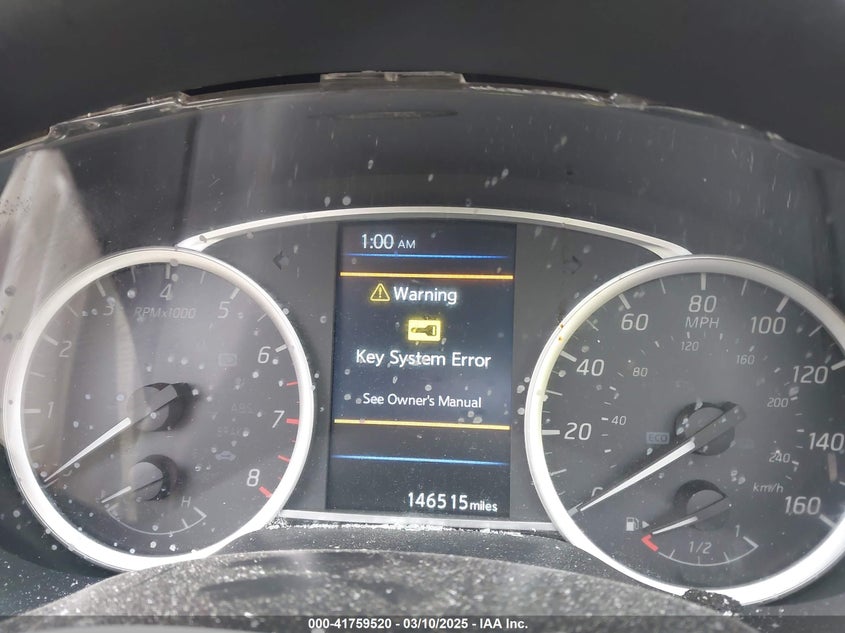 1:00 AM
Warning
Key System Error
See Owner's Manual
146515 miles
1
2
3
4
5
6
7
8
RPMx1000
ABS
H
0
20
40
60
80
100
120
140
160
MPH
40
80
120
160
200
240
km/h
ECO
1/2
1
000-41759520 - 03/10/2025 - IAA Inc.